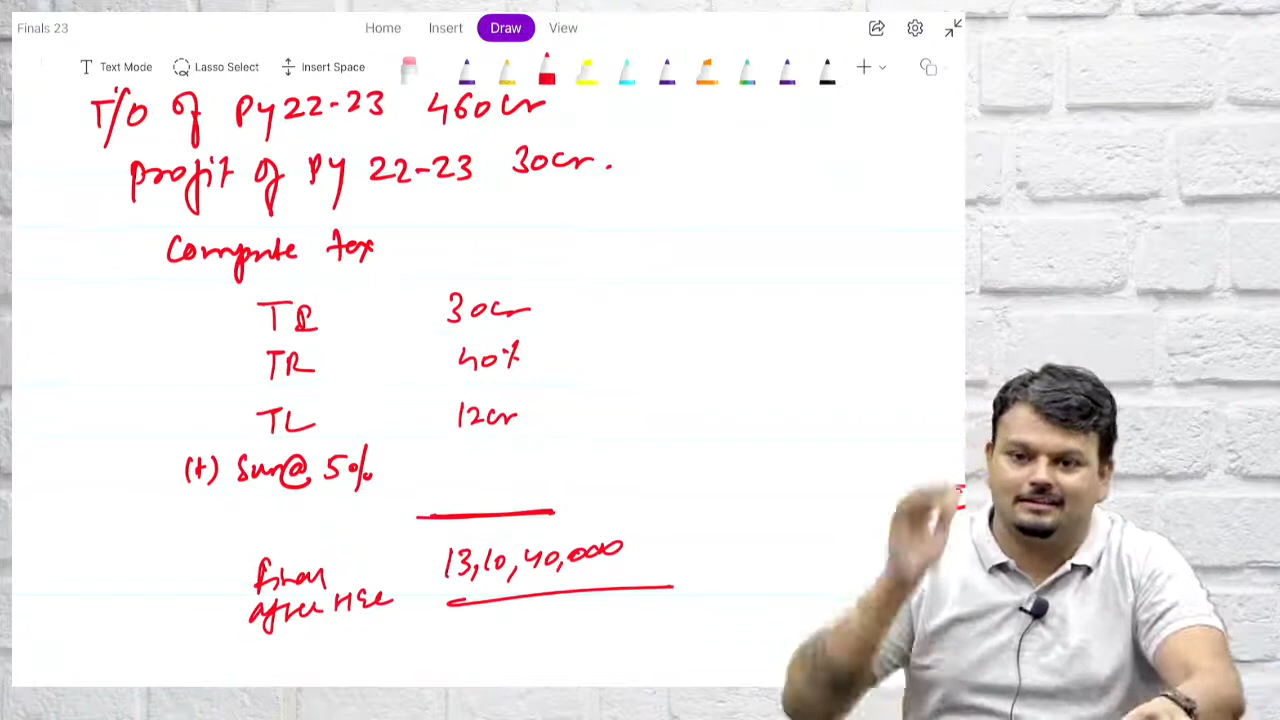 Finals 23
Home Insert Draw View
Text Mode Lasso Select Insert Space
T/O of Py 22-23 460cr
Profit of PY 22-23 30cr.
Compute tax
TI 30cr
TR 40%
TL 12cr
(+) Sur@ 5%
13,10,40,000
final
after HEC